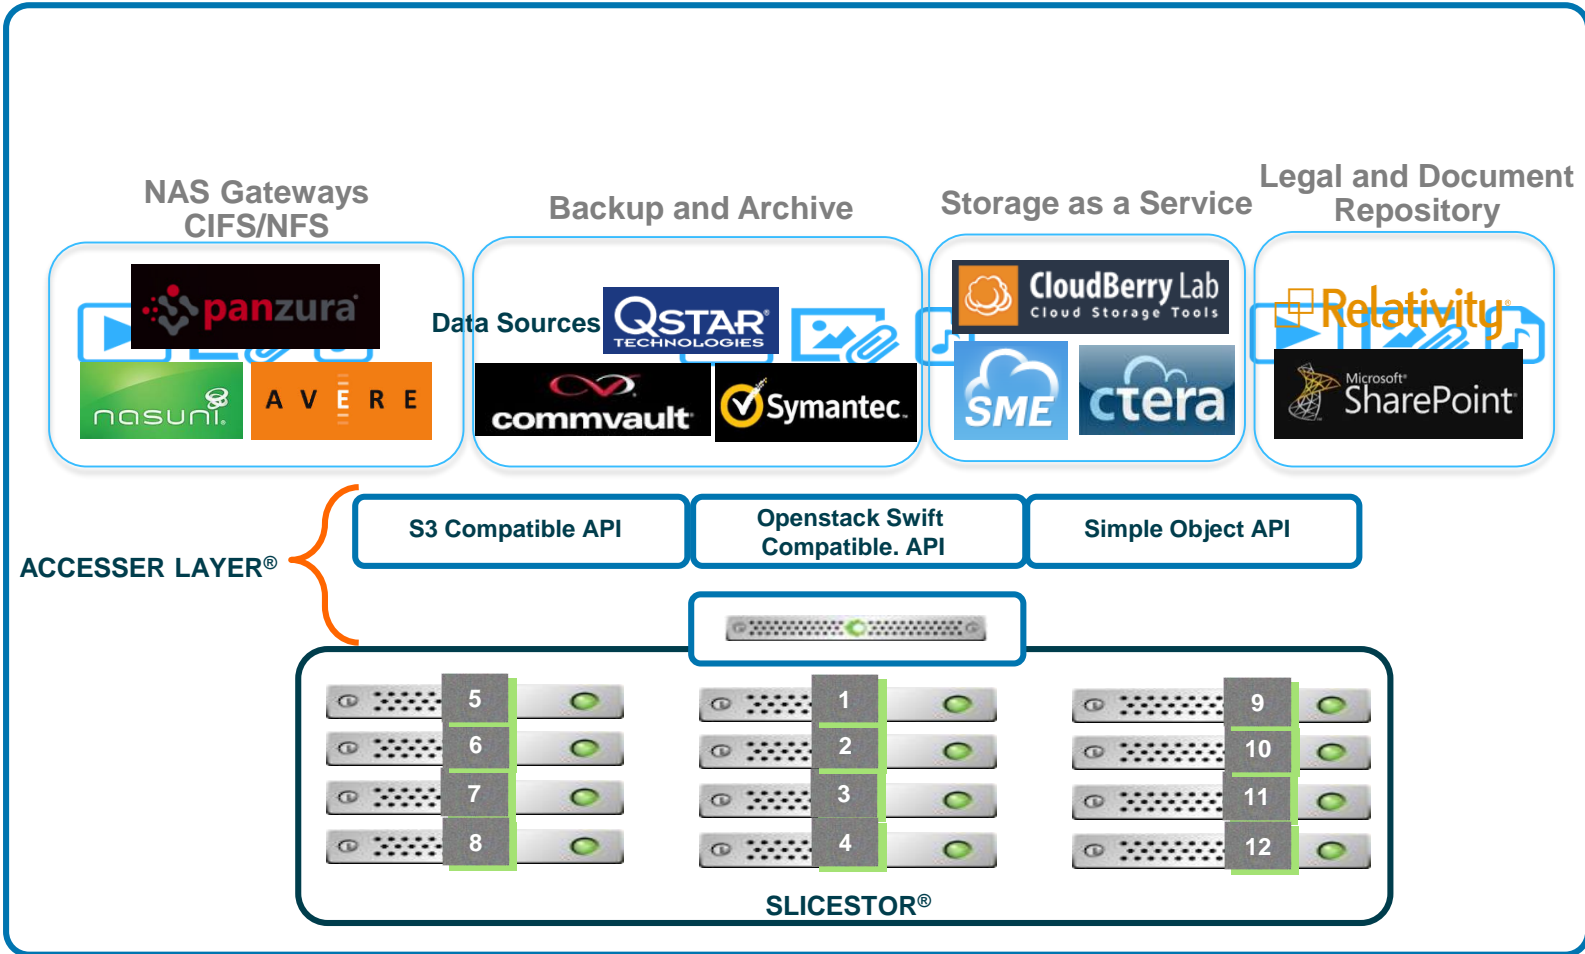 NAS Gateways
CIFS/NFS
Backup and Archive
Storage as a Service
Legal and Document
Repository
panzura
nasuni
AVERE
Data Sources
QSTAR
TECHNOLOGIES
commvault
Symantec.
CloudBerry Lab
Cloud Storage Tools
SME
ctera
Relativity®
Microsoft®
SharePoint
ACCESSER LAYER®
S3 Compatible API
Openstack Swift
Compatible. API
Simple Object API
5
6
7
8
1
2
3
4
9
10
11
12
SLICESTOR®